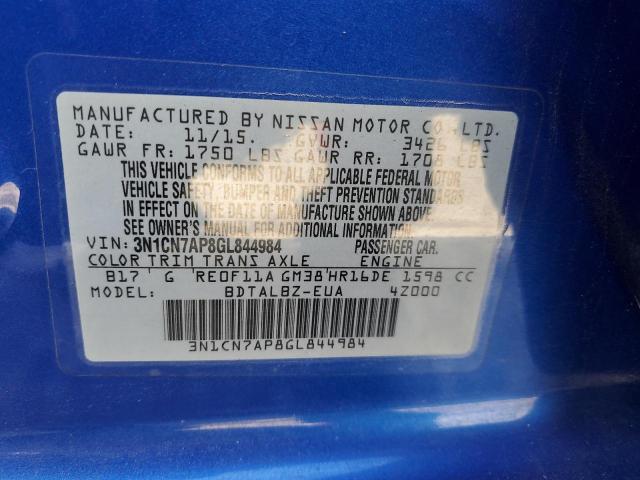 MANUFACTURED BY NISSAN MOTOR CO., LTD.
DATE: 11/15. GVWR: 3426 LBS
GAWR FR: 1750 LBS GAWR RR: 1708 LBS
THIS VEHICLE CONFORMS TO ALL APPLICABLE FEDERAL MOTOR
VEHICLE SAFETY, BUMPER AND THEFT PREVENTION STANDARDS
IN EFFECT ON THE DATE OF MANUFACTURE SHOWN ABOVE.
SEE OWNER'S MANUAL FOR ADDITIONAL INFORMATION.
VIN: 3N1CN7AP8GL844984 PASSENGER CAR.
COLOR TRIM TRANS AXLE ENGINE
B17 G RE0F11A GM38 HR16DE 1598 CC
MODEL: BDTALBZ-EUA 4Z000
3N1CN7AP8GL844984